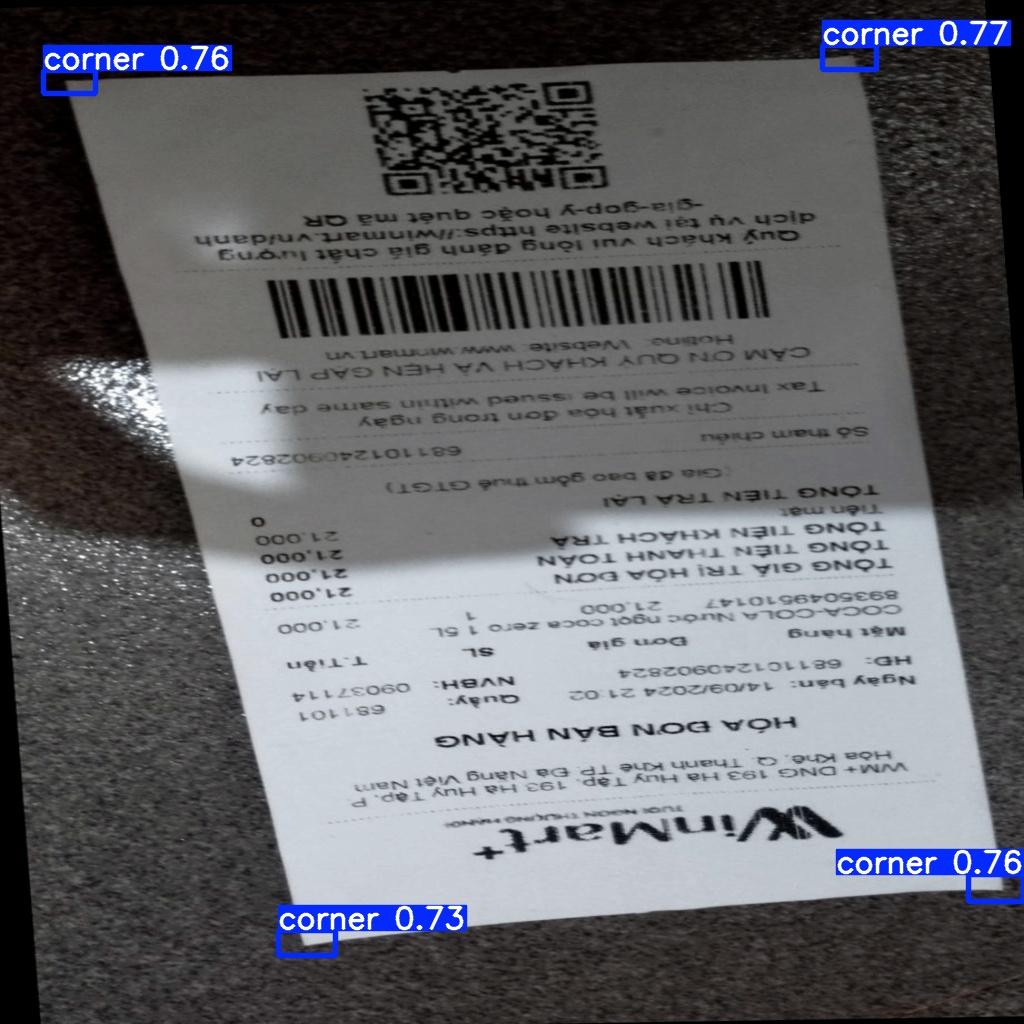 corner 0.76
corner 0.77
corner 0.76
corner 0.73
WinMart+
TƯƠI NGON THƯỢNG HẠNG!
WM+ DNG 193 Hà Huy Tập, 193 Hà Huy Tập, P.
Hòa Khê, Q. Thanh Khê TP. Đà Nẵng Việt Nam
HÓA ĐƠN BÁN HÀNG
Ngày bán: 14/09/2024 21:02 Quầy: 681101
HĐ: 681101240902824 NVBH: 09037114
Mặt hàng Đơn giá SL T.Tiền
COCA-COLA Nước ngọt coca zero 1.5L
8935049510147 21.000 1 21.000
TỔNG GIÁ TRỊ HÓA ĐƠN 21.000
TỔNG TIỀN THANH TOÁN 21.000
TỔNG TIỀN KHÁCH TRẢ 21.000
Tiền mặt 21.000
TỔNG TIỀN TRẢ LẠI 0
(Giá đã bao gồm thuế GTGT)
Số tham chiếu 681101240902824
Chỉ xuất hóa đơn trong ngày
Tax invoice will be issued within same day
CẢM ƠN QUÝ KHÁCH VÀ HẸN GẶP LẠI
Hotline: Website: www.winmart.vn
Quý khách vui lòng đánh giá chất lượng
dịch vụ tại website https://winmart.vn/danh
-gia-gop-y hoặc quét mã QR